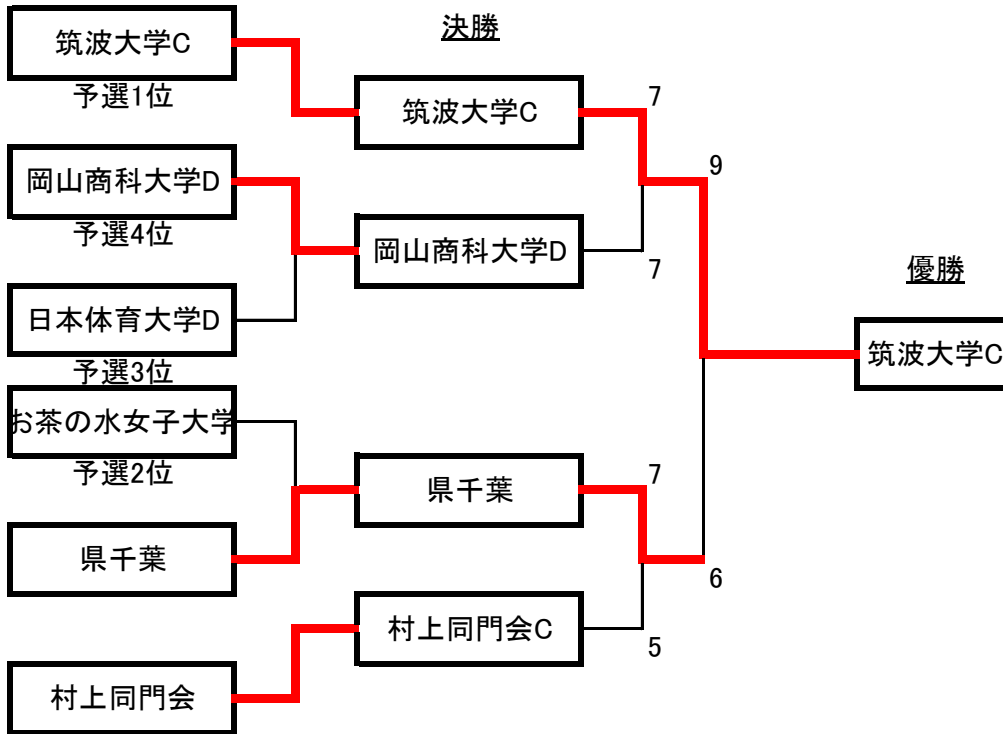 決勝
筑波大学C
予選1位
筑波大学C
7
岡山商科大学D
9
予選4位
岡山商科大学D
7
優勝
日本体育大学D
筑波大学C
予選3位
お茶の水女子大学
予選2位
県千葉
7
県千葉
6
村上同門会C
5
村上同門会